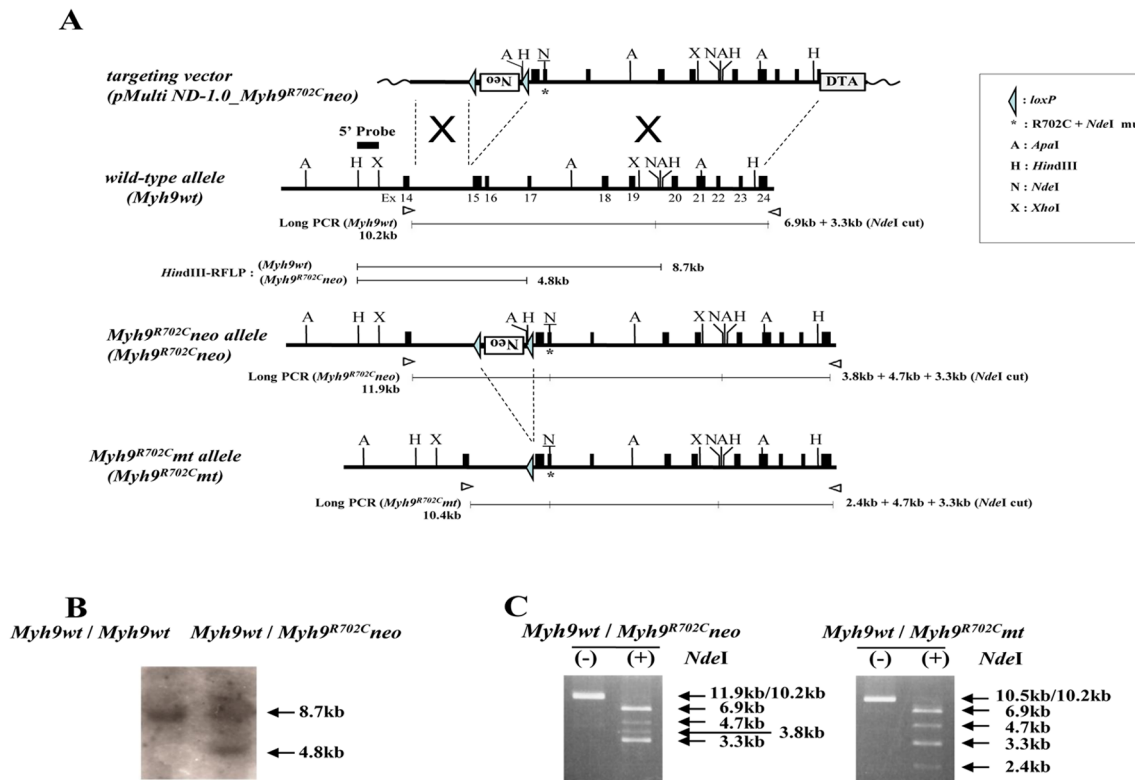 A
A H N A X NAH A H
targeting vector
(pMulti ND-1.0_Myh9R702Cneo)
Neo
DTA
*
: loxP
* : R702C + NdeI mu
A : ApaI
H : HindIII
N : NdeI
X : XhoI
5' Probe
X X
A H X A X NAH A H
wild-type allele
(Myh9wt)
Ex 14 15 16 17 18 19 20 21 22 23 24
Long PCR (Myh9wt) 6.9kb + 3.3kb (NdeI cut)
10.2kb
HindIII-RFLP : (Myh9wt) 8.7kb
(Myh9R702Cneo) 4.8kb
A H X A H N A X NAH A H
Myh9R702Cneo allele
(Myh9R702Cneo)
Neo
*
Long PCR (Myh9R702Cneo) 3.8kb + 4.7kb + 3.3kb (NdeI cut)
11.9kb
A H X N A X NAH A H
Myh9R702Cmt allele
(Myh9R702Cmt)
*
Long PCR (Myh9R702Cmt) 2.4kb + 4.7kb + 3.3kb (NdeI cut)
10.4kb
B
Myh9wt / Myh9wt Myh9wt / Myh9R702Cneo
8.7kb
4.8kb
C
Myh9wt / Myh9R702Cneo
(-) (+) NdeI
11.9kb/10.2kb
6.9kb
4.7kb
3.8kb
3.3kb
Myh9wt / Myh9R702Cmt
(-) (+) NdeI
10.5kb/10.2kb
6.9kb
4.7kb
3.3kb
2.4kb